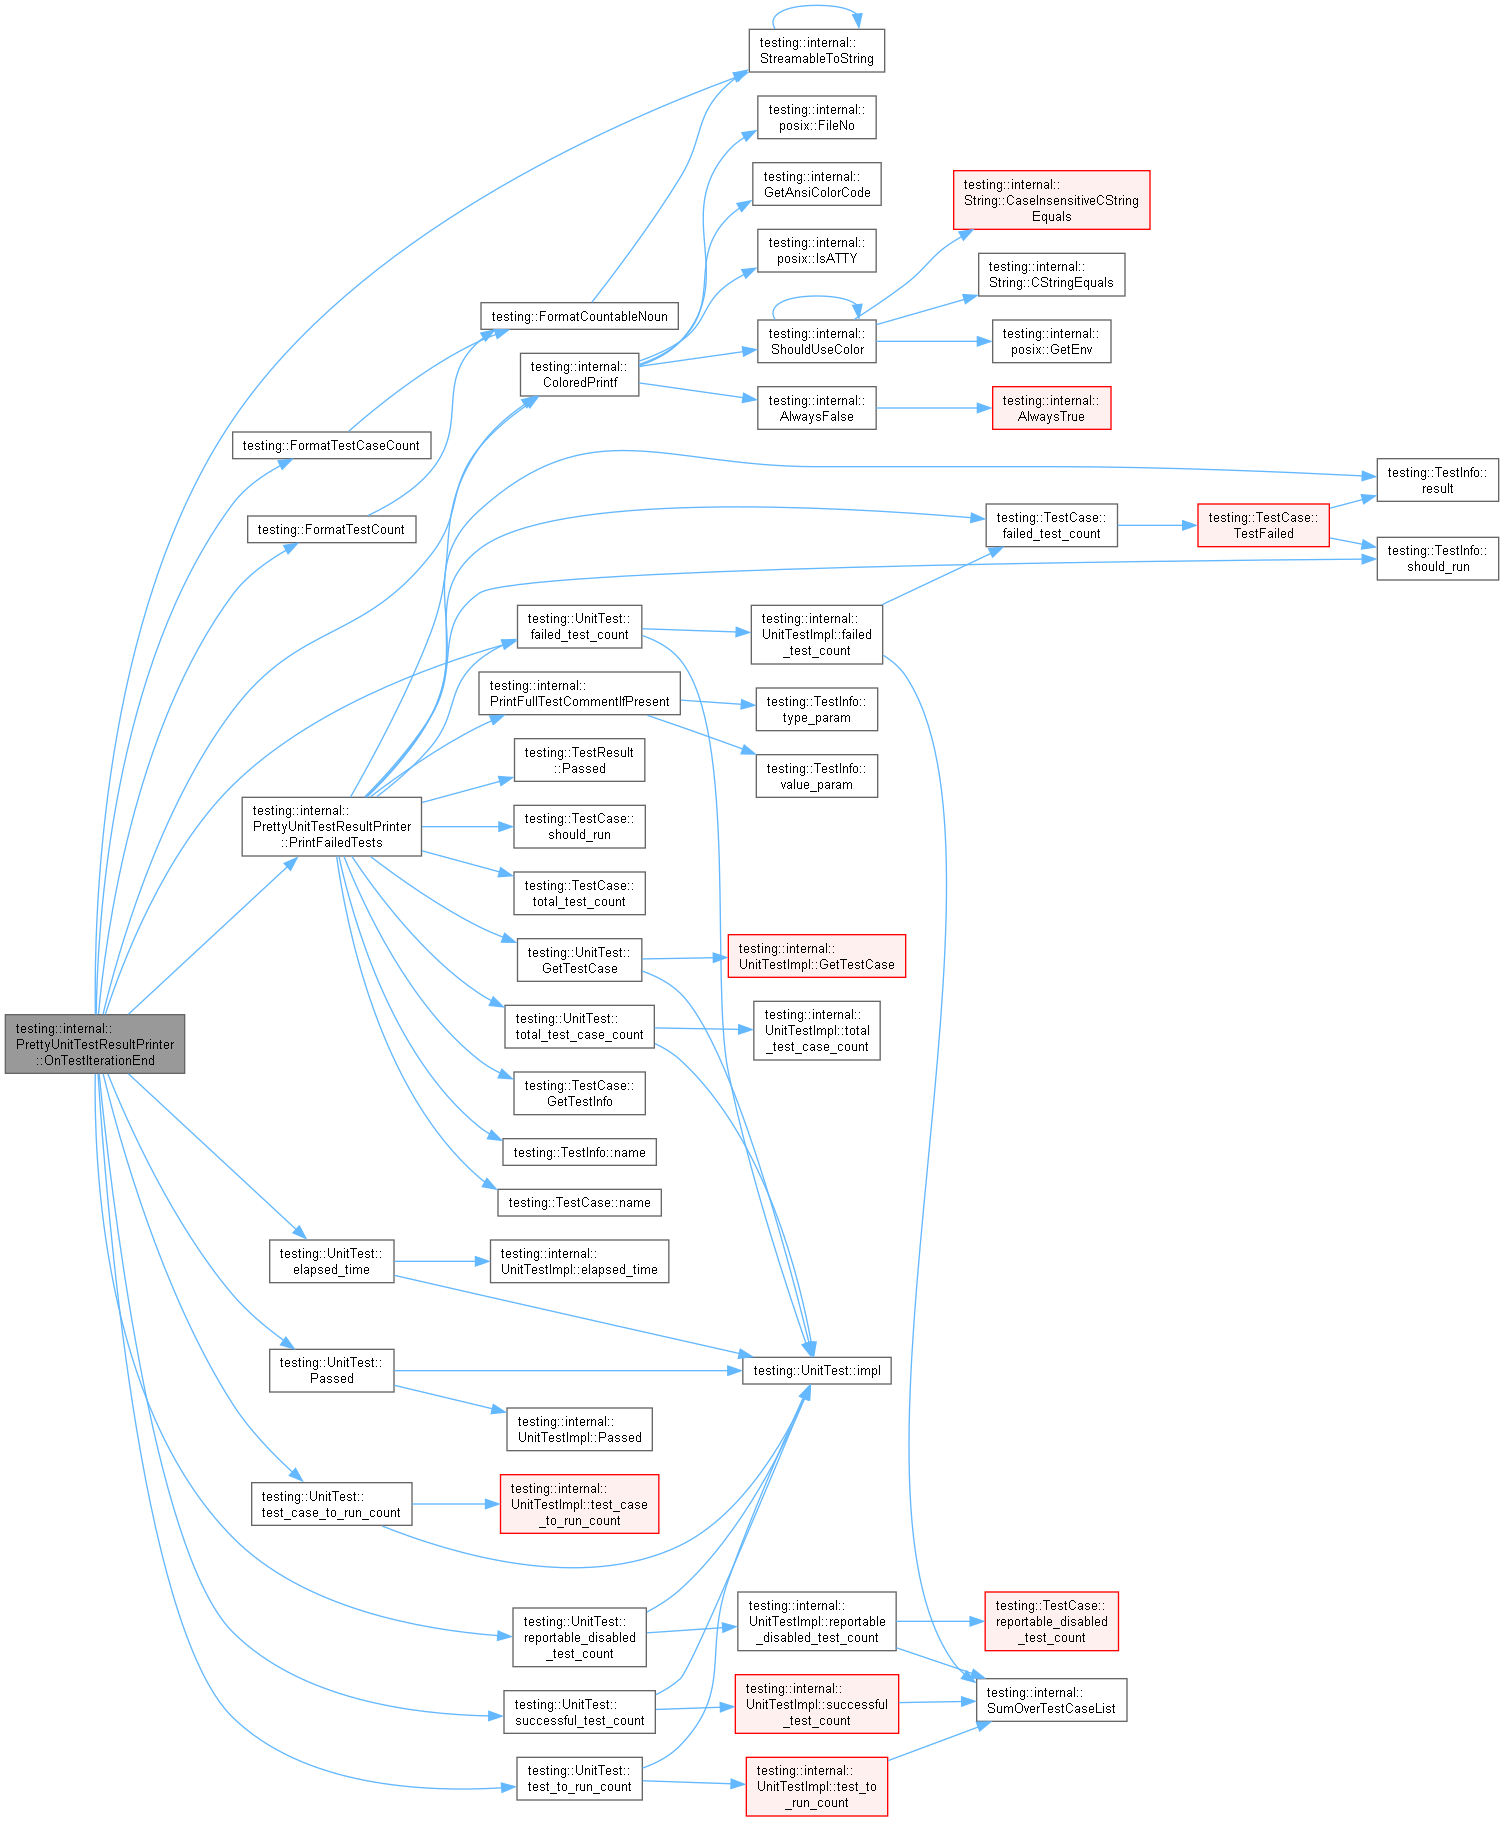 testing::internal::
StreamableToString
testing::internal::
posix::FileNo
testing::internal::
GetAnsiColorCode
testing::internal::
String::CaseInsensitiveCString
Equals
testing::internal::
posix::IsATTY
testing::internal::
String::CStringEquals
testing::FormatCountableNoun
testing::internal::
ShouldUseColor
testing::internal::
posix::GetEnv
testing::internal::
ColoredPrintf
testing::internal::
AlwaysFalse
testing::internal::
AlwaysTrue
testing::FormatTestCaseCount
testing::TestInfo::
result
testing::FormatTestCount
testing::TestCase::
failed_test_count
testing::TestCase::
TestFailed
testing::TestInfo::
should_run
testing::UnitTest::
failed_test_count
testing::internal::
UnitTestImpl::failed
_test_count
testing::internal::
PrintFullTestCommentIfPresent
testing::TestInfo::
type_param
testing::TestResult
::Passed
testing::TestInfo::
value_param
testing::internal::
PrettyUnitTestResultPrinter
::PrintFailedTests
testing::TestCase::
should_run
testing::TestCase::
total_test_count
testing::UnitTest::
GetTestCase
testing::internal::
UnitTestImpl::GetTestCase
testing::internal::
PrettyUnitTestResultPrinter
::OnTestIterationEnd
testing::UnitTest::
total_test_case_count
testing::internal::
UnitTestImpl::total
_test_case_count
testing::TestCase::
GetTestInfo
testing::TestInfo::name
testing::TestCase::name
testing::UnitTest::
elapsed_time
testing::internal::
UnitTestImpl::elapsed_time
testing::UnitTest::
Passed
testing::UnitTest::impl
testing::internal::
UnitTestImpl::Passed
testing::UnitTest::
test_case_to_run_count
testing::internal::
UnitTestImpl::test_case
_to_run_count
testing::UnitTest::
reportable_disabled
_test_count
testing::internal::
UnitTestImpl::reportable
_disabled_test_count
testing::TestCase::
reportable_disabled
_test_count
testing::UnitTest::
successful_test_count
testing::internal::
UnitTestImpl::successful
_test_count
testing::internal::
SumOverTestCaseList
testing::UnitTest::
test_to_run_count
testing::internal::
UnitTestImpl::test_to
_run_count